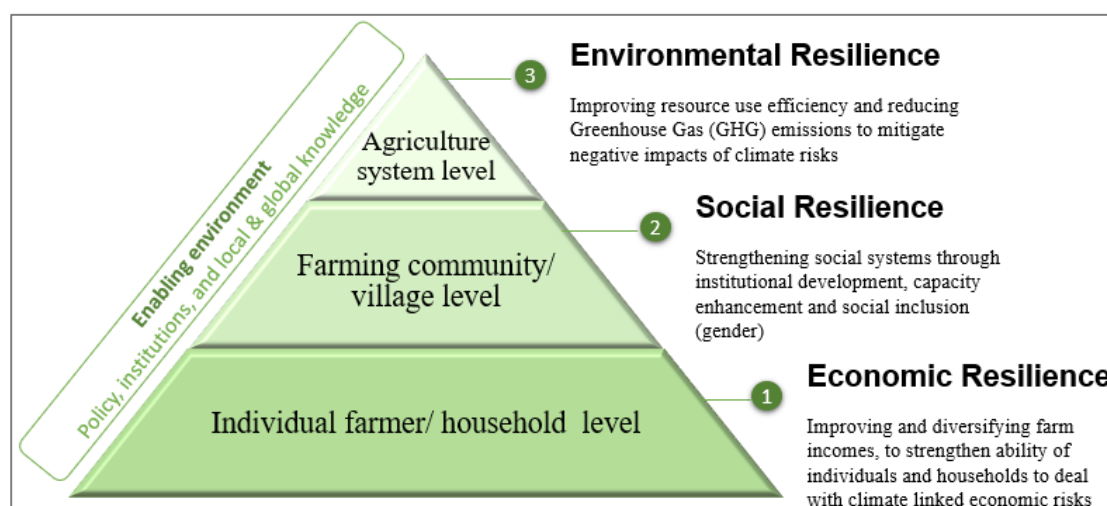 Enabling environment
Policy, institutions, and local & global knowledge
Agriculture
system level
Farming community/
village level
Individual farmer/ household level
3
Environmental Resilience
Improving resource use efficiency and reducing
Greenhouse Gas (GHG) emissions to mitigate
negative impacts of climate risks
2
Social Resilience
Strengthening social systems through
institutional development, capacity
enhancement and social inclusion
(gender)
1
Economic Resilience
Improving and diversifying farm
incomes, to strengthen ability of
individuals and households to deal
with climate linked economic risks